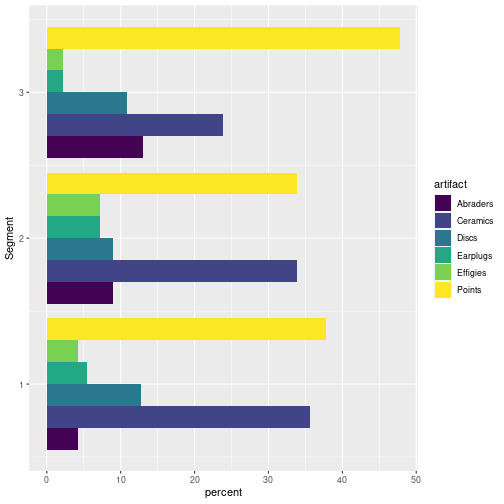 3
2
1
Segment
0 10 20 30 40 50
percent
artifact
Abraders
Ceramics
Discs
Earplugs
Effigies
Points